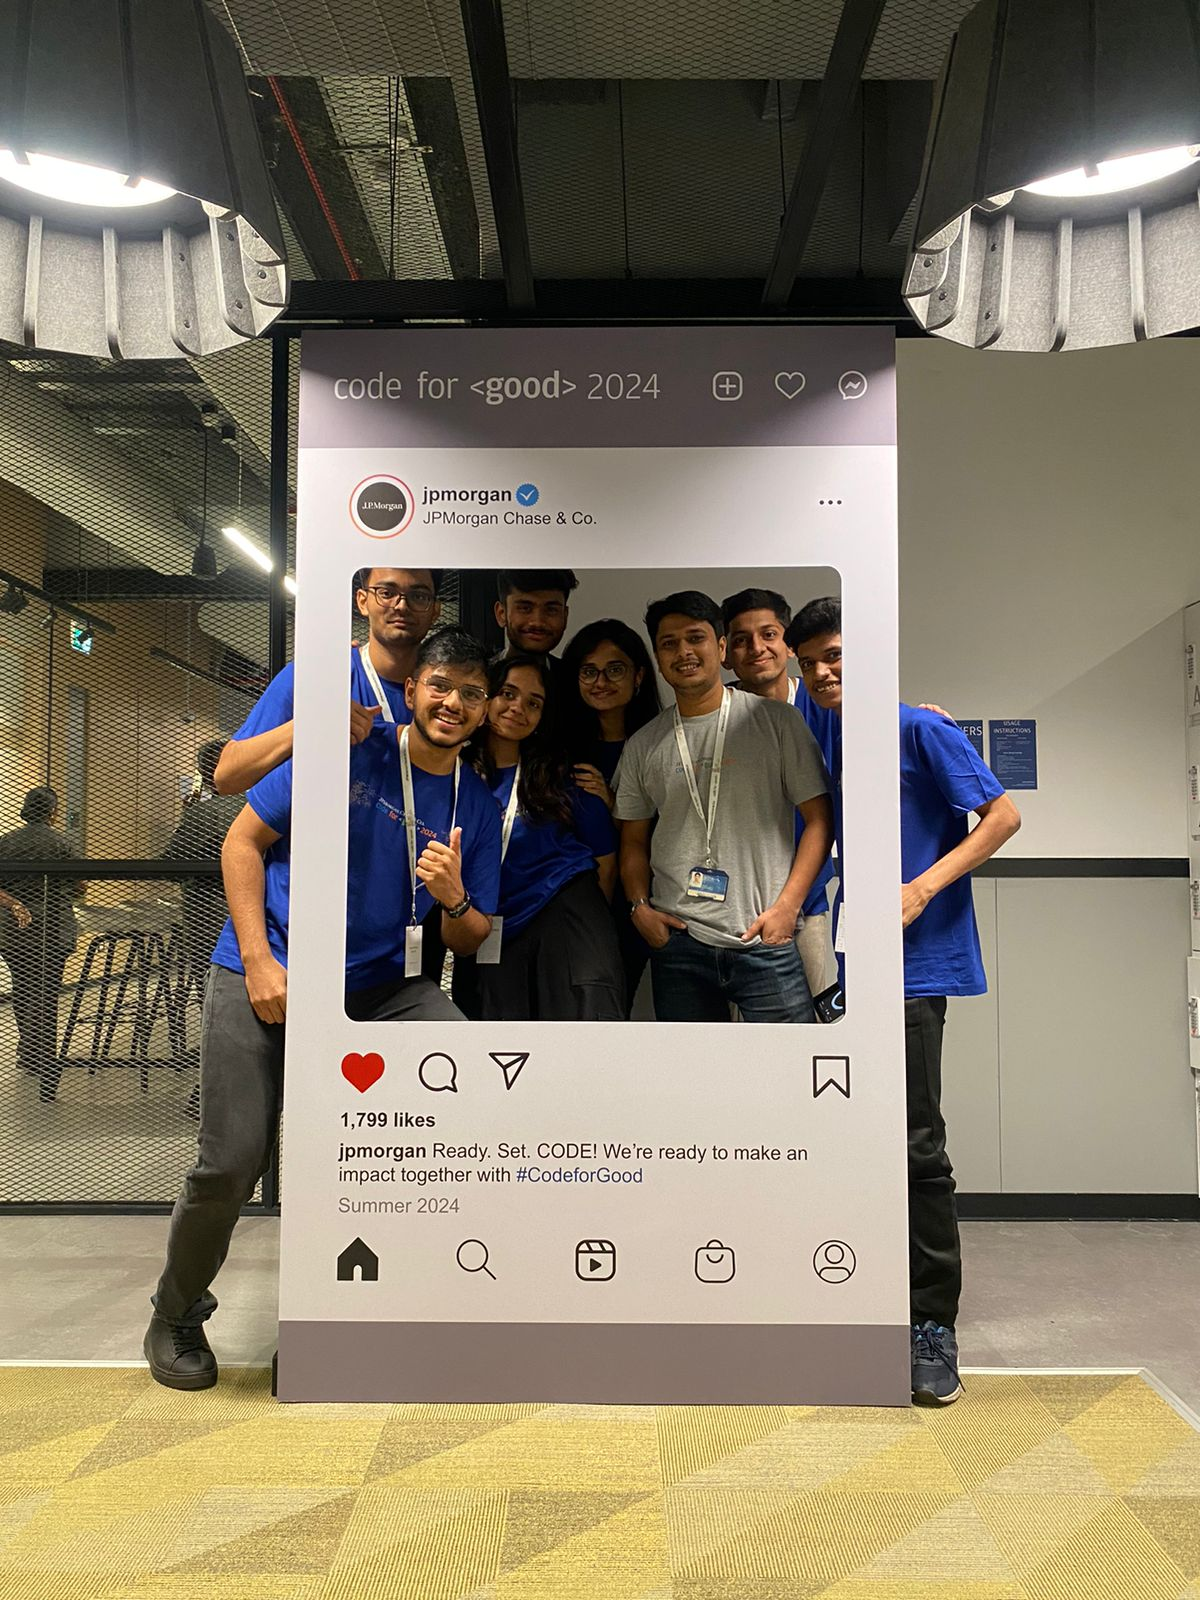 code for <good> 2024
J.P.Morgan
jpmorgan
JPMorgan Chase & Co.
2024
1,799 likes
jpmorgan Ready. Set. CODE! We're ready to make an
impact together with #CodeforGood
Summer 2024
USAGE
INSTRUCTIONS